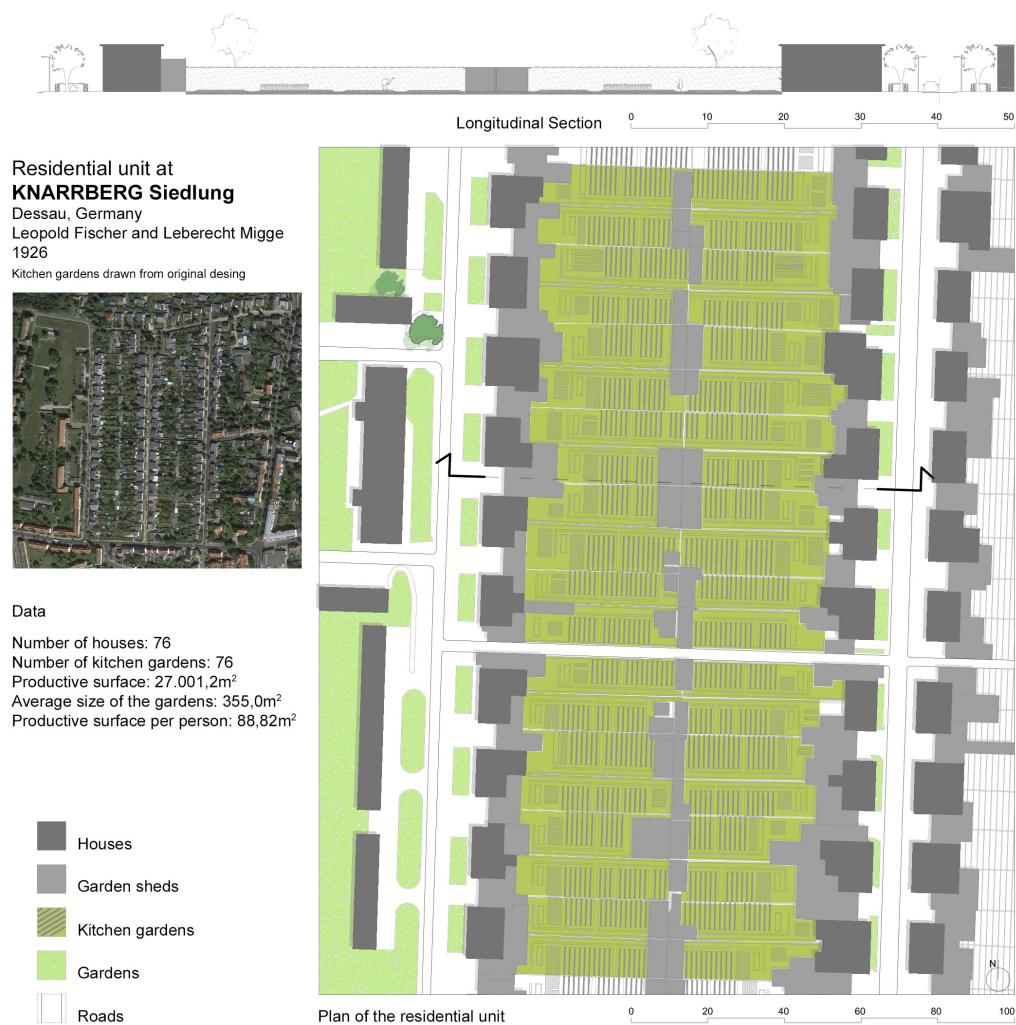 Longitudinal Section
0 10 20 30 40 50
Residential unit at
KNARRBERG Siedlung
Dessau, Germany
Leopold Fischer and Leberecht Migge
1926
Kitchen gardens drawn from original desing
Data
Number of houses: 76
Number of kitchen gardens: 76
Productive surface: 27.001,2m²
Average size of the gardens: 355,0m²
Productive surface per person: 88,82m²
Houses
Garden sheds
Kitchen gardens
Gardens
Roads
N
Plan of the residential unit
0 20 40 60 80 100